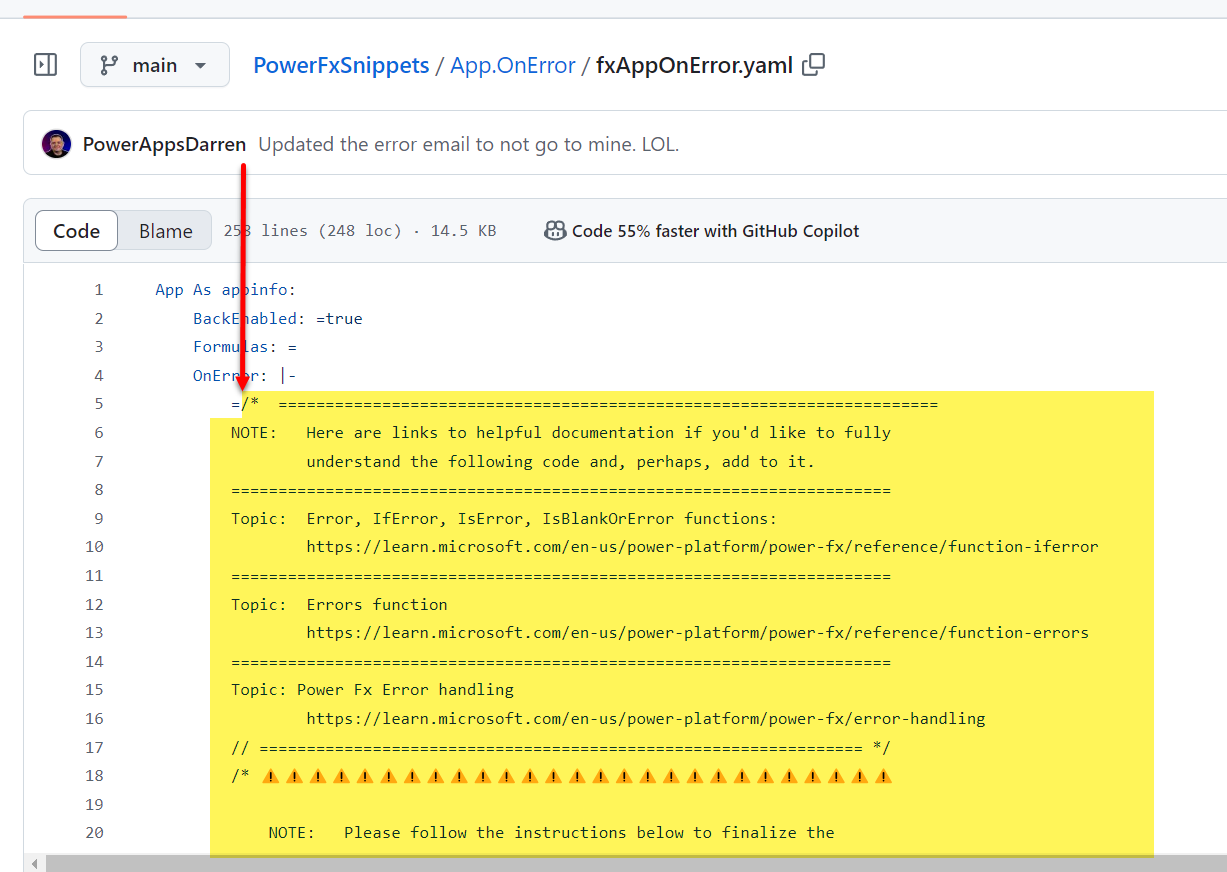 main
PowerFxSnippets / App.OnError / fxAppOnError.yaml
PowerAppsDarren Updated the error email to not go to mine. LOL.
Code Blame 253 lines (248 loc) · 14.5 KB Code 55% faster with GitHub Copilot
1 App As appinfo:
2 BackEnabled: =true
3 Formulas: =
4 OnError: |-
5 =/* ======================================================================
6 NOTE: Here are links to helpful documentation if you'd like to fully
7 understand the following code and, perhaps, add to it.
8 ======================================================================
9 Topic: Error, IfError, IsError, IsBlankOrError functions:
10 https://learn.microsoft.com/en-us/power-platform/power-fx/reference/function-iferror
11 ======================================================================
12 Topic: Errors function
13 https://learn.microsoft.com/en-us/power-platform/power-fx/reference/function-errors
14 ======================================================================
15 Topic: Power Fx Error handling
16 https://learn.microsoft.com/en-us/power-platform/power-fx/error-handling
17 // ================================================================ */
18 /* ⚠⚠⚠⚠⚠⚠⚠⚠⚠⚠⚠⚠⚠⚠⚠⚠⚠⚠⚠⚠⚠⚠⚠⚠⚠⚠⚠
19
20 NOTE: Please follow the instructions below to finalize the